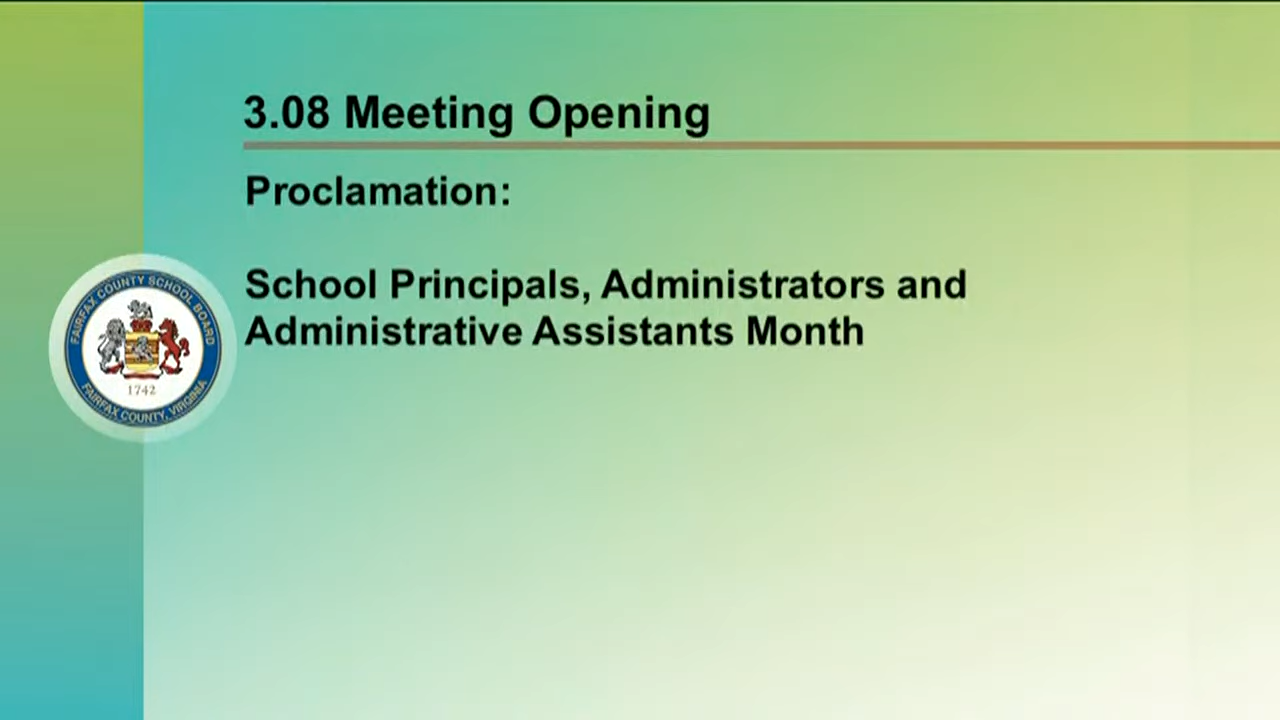 3.08 Meeting Opening
Proclamation:
School Principals, Administrators and
Administrative Assistants Month
FAIRFAX COUNTY SCHOOL BOARD
1742
FAIRFAX COUNTY, VIRGINIA